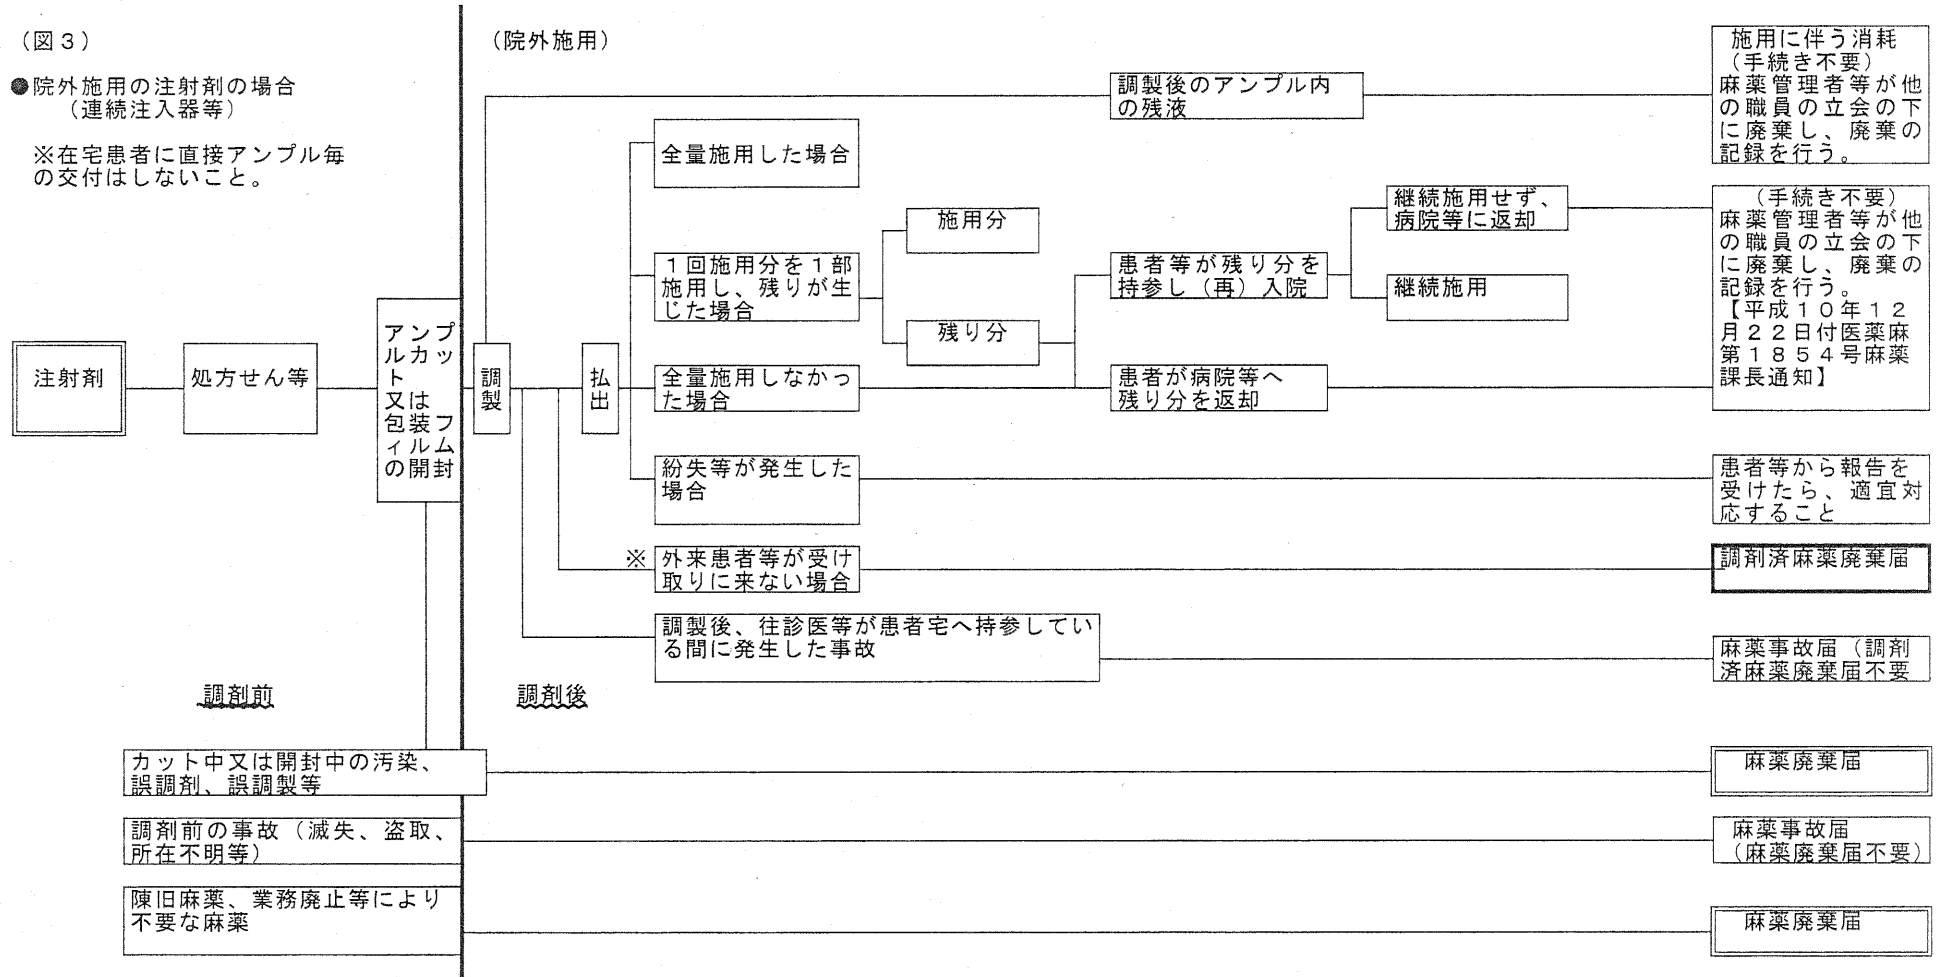 （図３）
●院外施用の注射剤の場合
（連続注入器等）
※在宅患者に直接アンプル毎
の交付はしないこと。
（院外施用）
注射剤
処方せん等
アンプ
ルカッ
ト
又は
包装フ
ィルム
の開封
調
製
払
出
調製後のアンプル内
の残液
施用に伴う消耗
（手続き不要）
麻薬管理者等が他
の職員の立会の下
に廃棄し、廃棄の
記録を行う。
全量施用した場合
１回施用分を１部
施用し、残りが生
じた場合
施用分
残り分
患者等が残り分を
持参し（再）入院
継続施用せず、
病院等に返却
継続施用
（手続き不要）
麻薬管理者等が他
の職員の立会の下
に廃棄し、廃棄の
記録を行う。
【平成１０年１２
月２２日付医薬麻
第１８５４号麻薬
課長通知】
全量施用しなかっ
た場合
患者が病院等へ
残り分を返却
紛失等が発生した
場合
患者等から報告を
受けたら、適宜対
応すること
※
外来患者等が受け
取りに来ない場合
調剤済麻薬廃棄届
調製後、往診医等が患者宅へ持参してい
る間に発生した事故
麻薬事故届（調剤
済麻薬廃棄届不要
調剤前
調剤後
カット中又は開封中の汚染、
誤調剤、誤調製等
麻薬廃棄届
調剤前の事故（滅失、盗取、
所在不明等）
麻薬事故届
（麻薬廃棄届不要）
陳旧麻薬、業務廃止等により
不要な麻薬
麻薬廃棄届